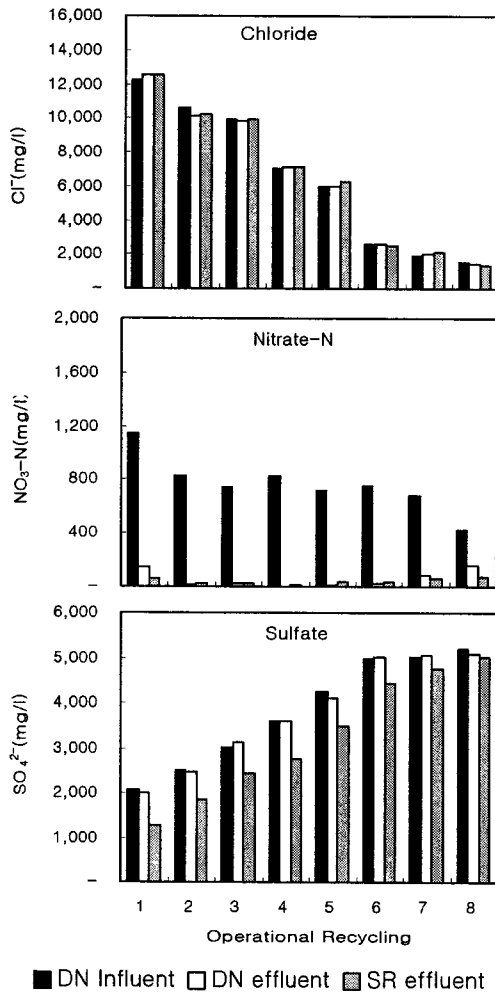 16,000
Chloride
14,000
12,000
10,000
8,000
6,000
4,000
2,000
–
Cl⁻(mg/l)
2,000
Nitrate-N
1,600
1,200
800
400
–
NO₃-N(mg/l)
6,000
Sulfate
5,000
4,000
3,000
2,000
1,000
–
SO₄²⁻(mg/l)
1 2 3 4 5 6 7 8
Operational Recycling
DN Influent DN effluent SR effluent